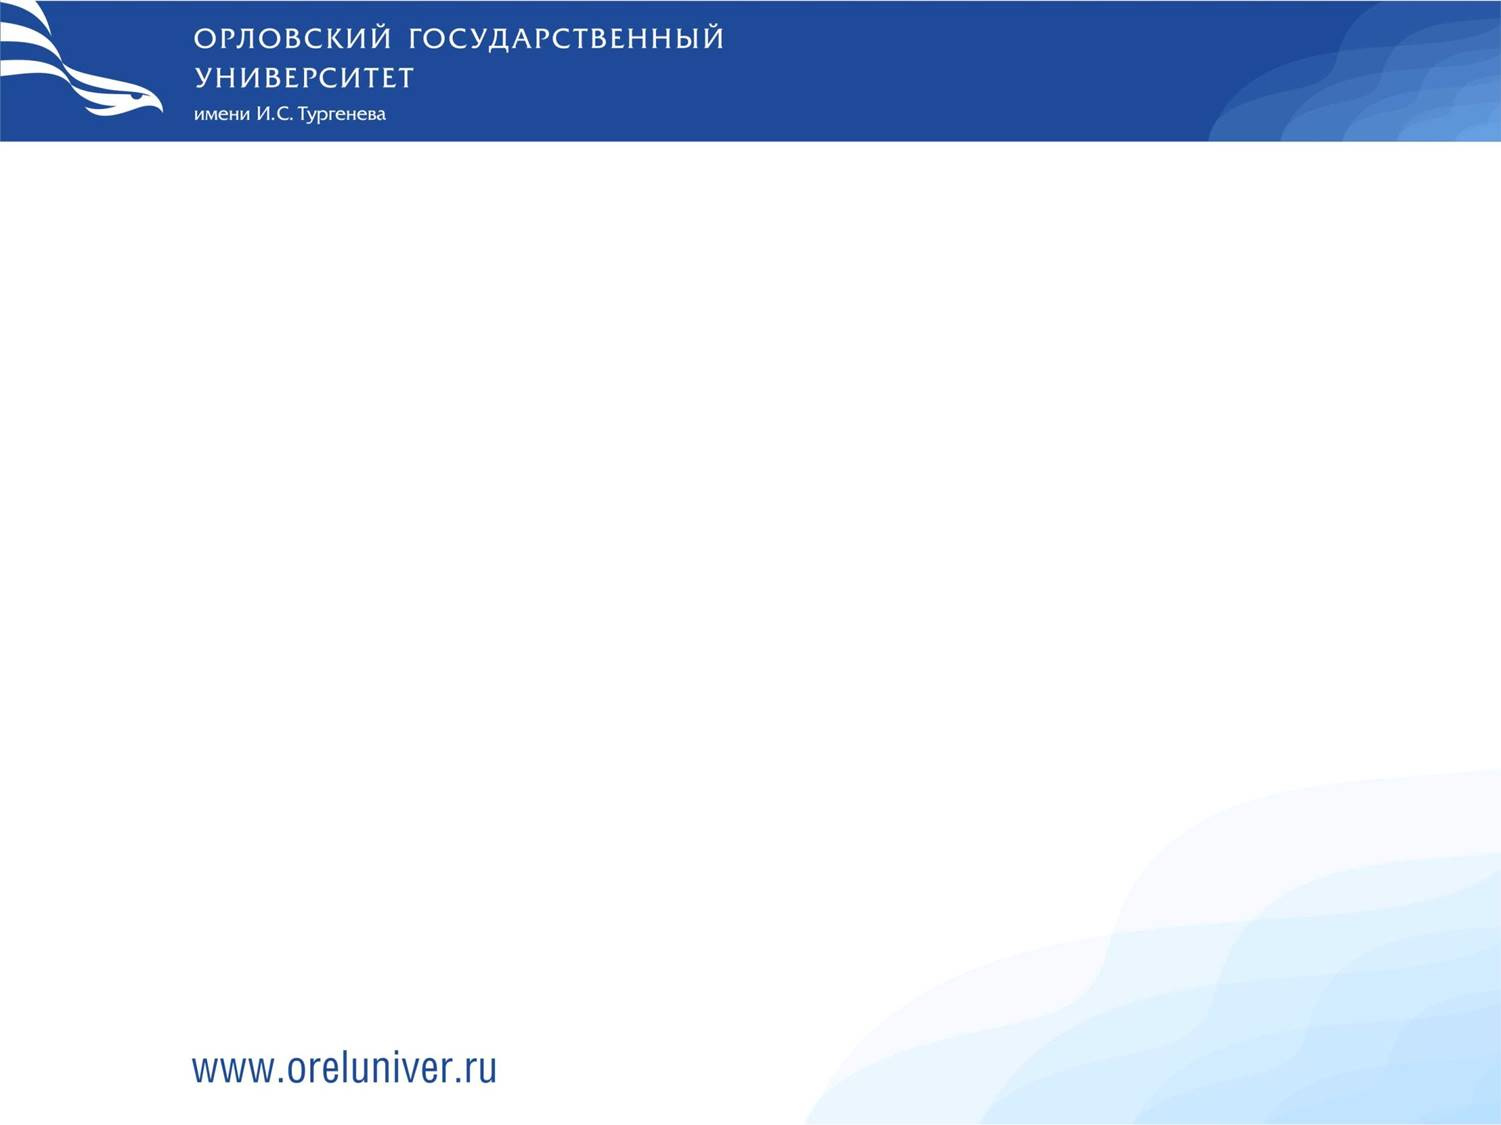 ОРЛОВСКИЙ ГОСУДАРСТВЕННЫЙ
УНИВЕРСИТЕТ
имени И.С. Тургенева
www.oreluniver.ru